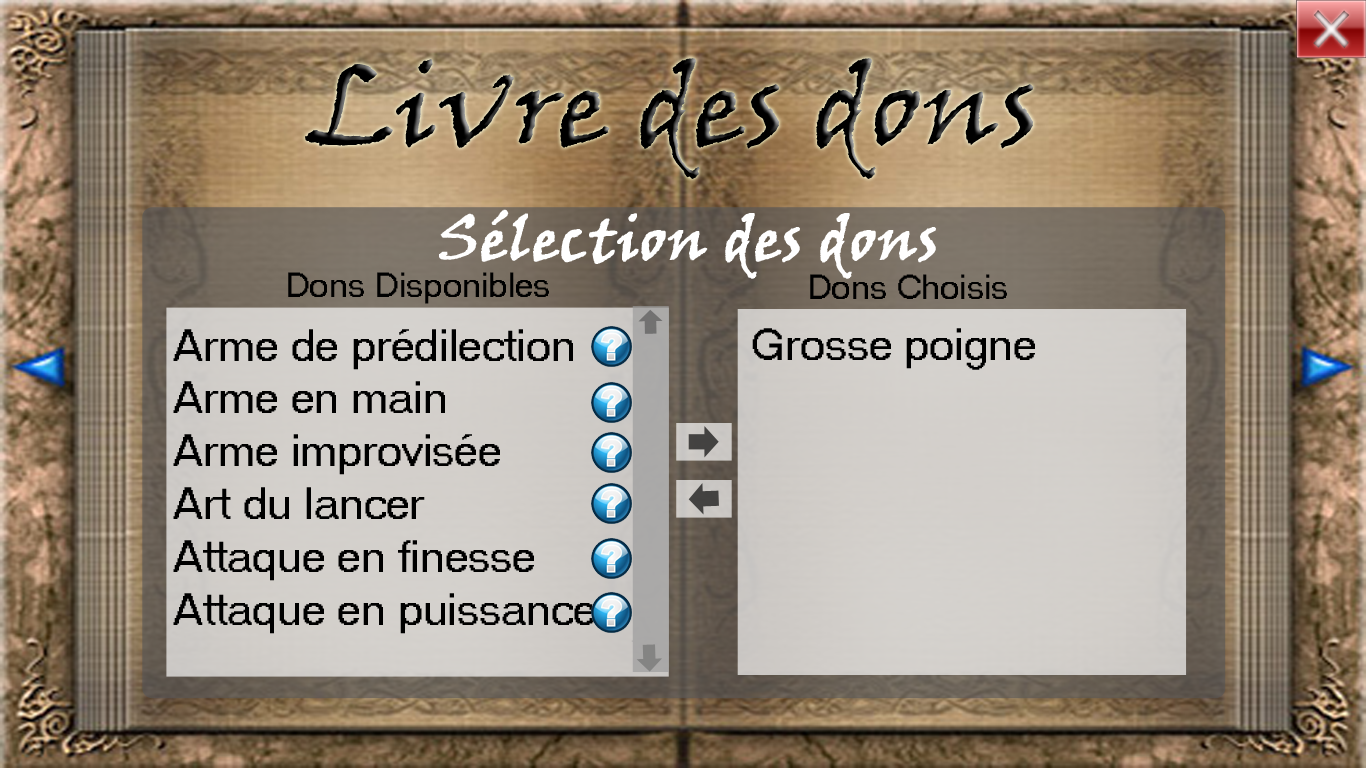 Livre des dons
Sélection des dons
Dons Disponibles
Arme de prédilection
Arme en main
Arme improvisée
Art du lancer
Attaque en finesse
Attaque en puissance
Dons Choisis
Grosse poigne